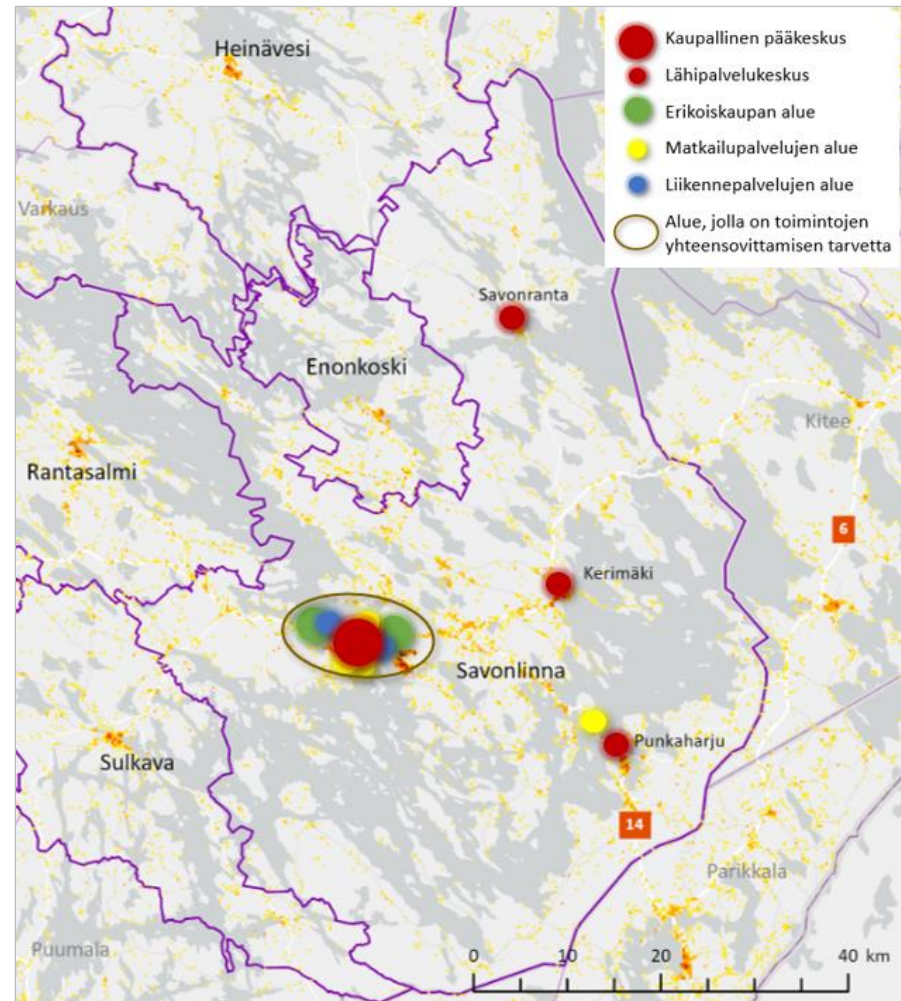 Heinävesi
Kaupallinen pääkeskus
Lähipalvelukeskus
Erikoiskaupan alue
Matkailupalvelujen alue
Liikennepalvelujen alue
Alue, jolla on toimintojen
yhteensovittamisen tarvetta
Varkaus
Savonranta
Enonkoski
Kitee
Rantasalmi
6
Kerimäki
Savonlinna
Punkaharju
Sulkava
14
Parikkala
Puumala
0 10 20 40 km